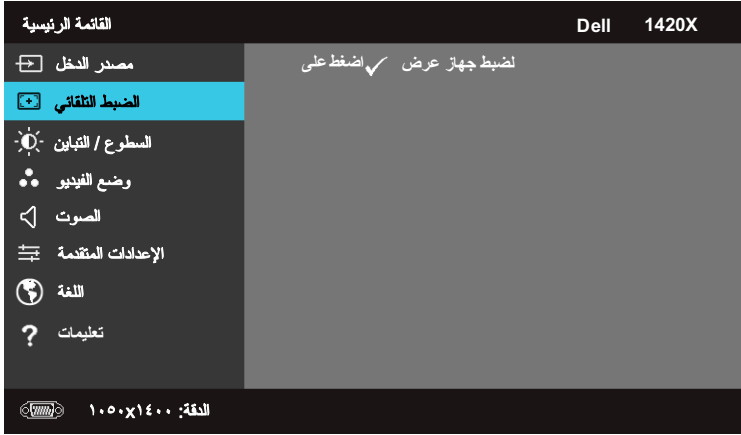 القائمة الرئيسية
Dell 1420X
مصدر الدخل
لضبط جهاز عرض ✓ اضغط على
الضبط التلقائي
السطوع / التباين
وضع الفيديو
الصوت
الإعدادات المتقدمة
اللغة
تعليمات
الدقة: ١٤٠٠x١٠٥٠